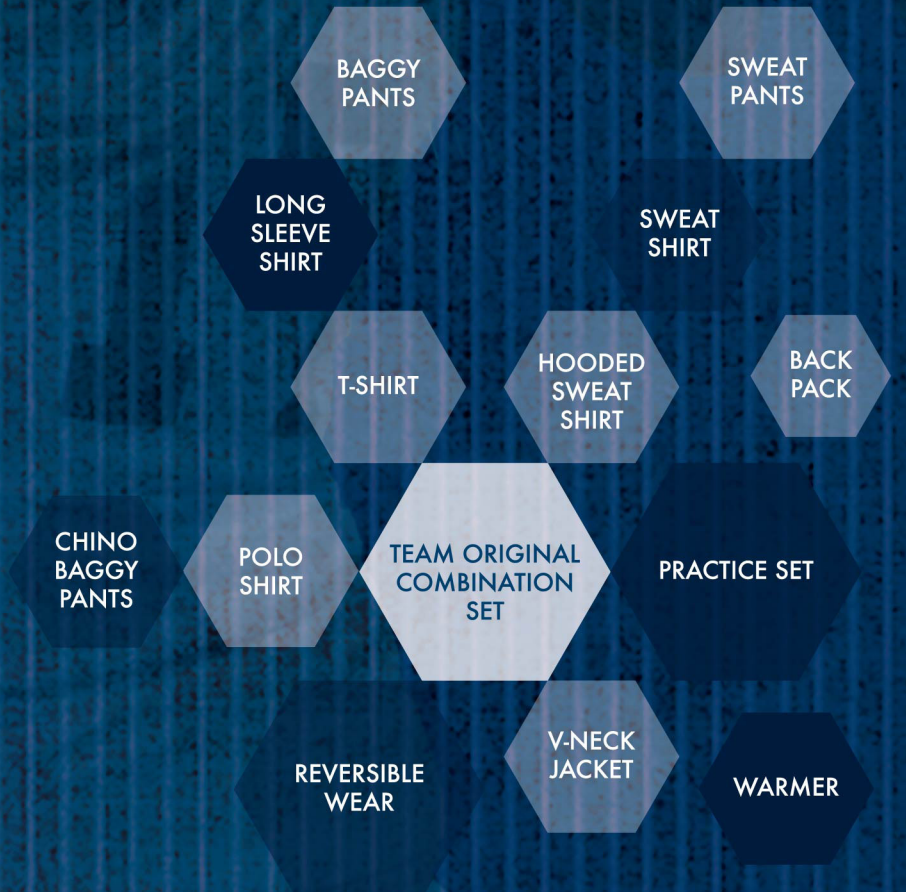 BAGGY
PANTS
SWEAT
PANTS
LONG
SLEEVE
SHIRT
SWEAT
SHIRT
T-SHIRT
HOODED
SWEAT
SHIRT
BACK
PACK
CHINO
BAGGY
PANTS
POLO
SHIRT
TEAM ORIGINAL
COMBINATION
SET
PRACTICE SET
REVERSIBLE
WEAR
V-NECK
JACKET
WARMER